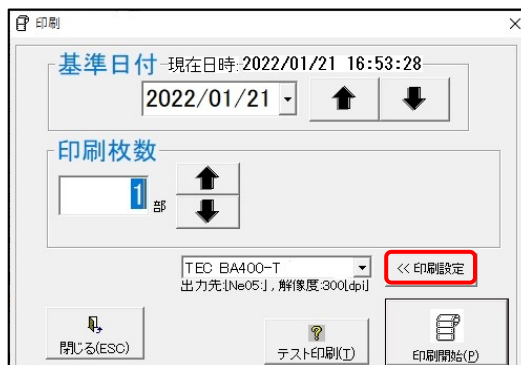 印刷
基準日付 現在日時:2022/01/21 16:53:28
2022/01/21
印刷枚数
1 部
TEC BA400-T
<< 印刷設定
出力先:[Ne05:] , 解像度:300[dpi]
閉じる(ESC)
テスト印刷(T)
印刷開始(P)